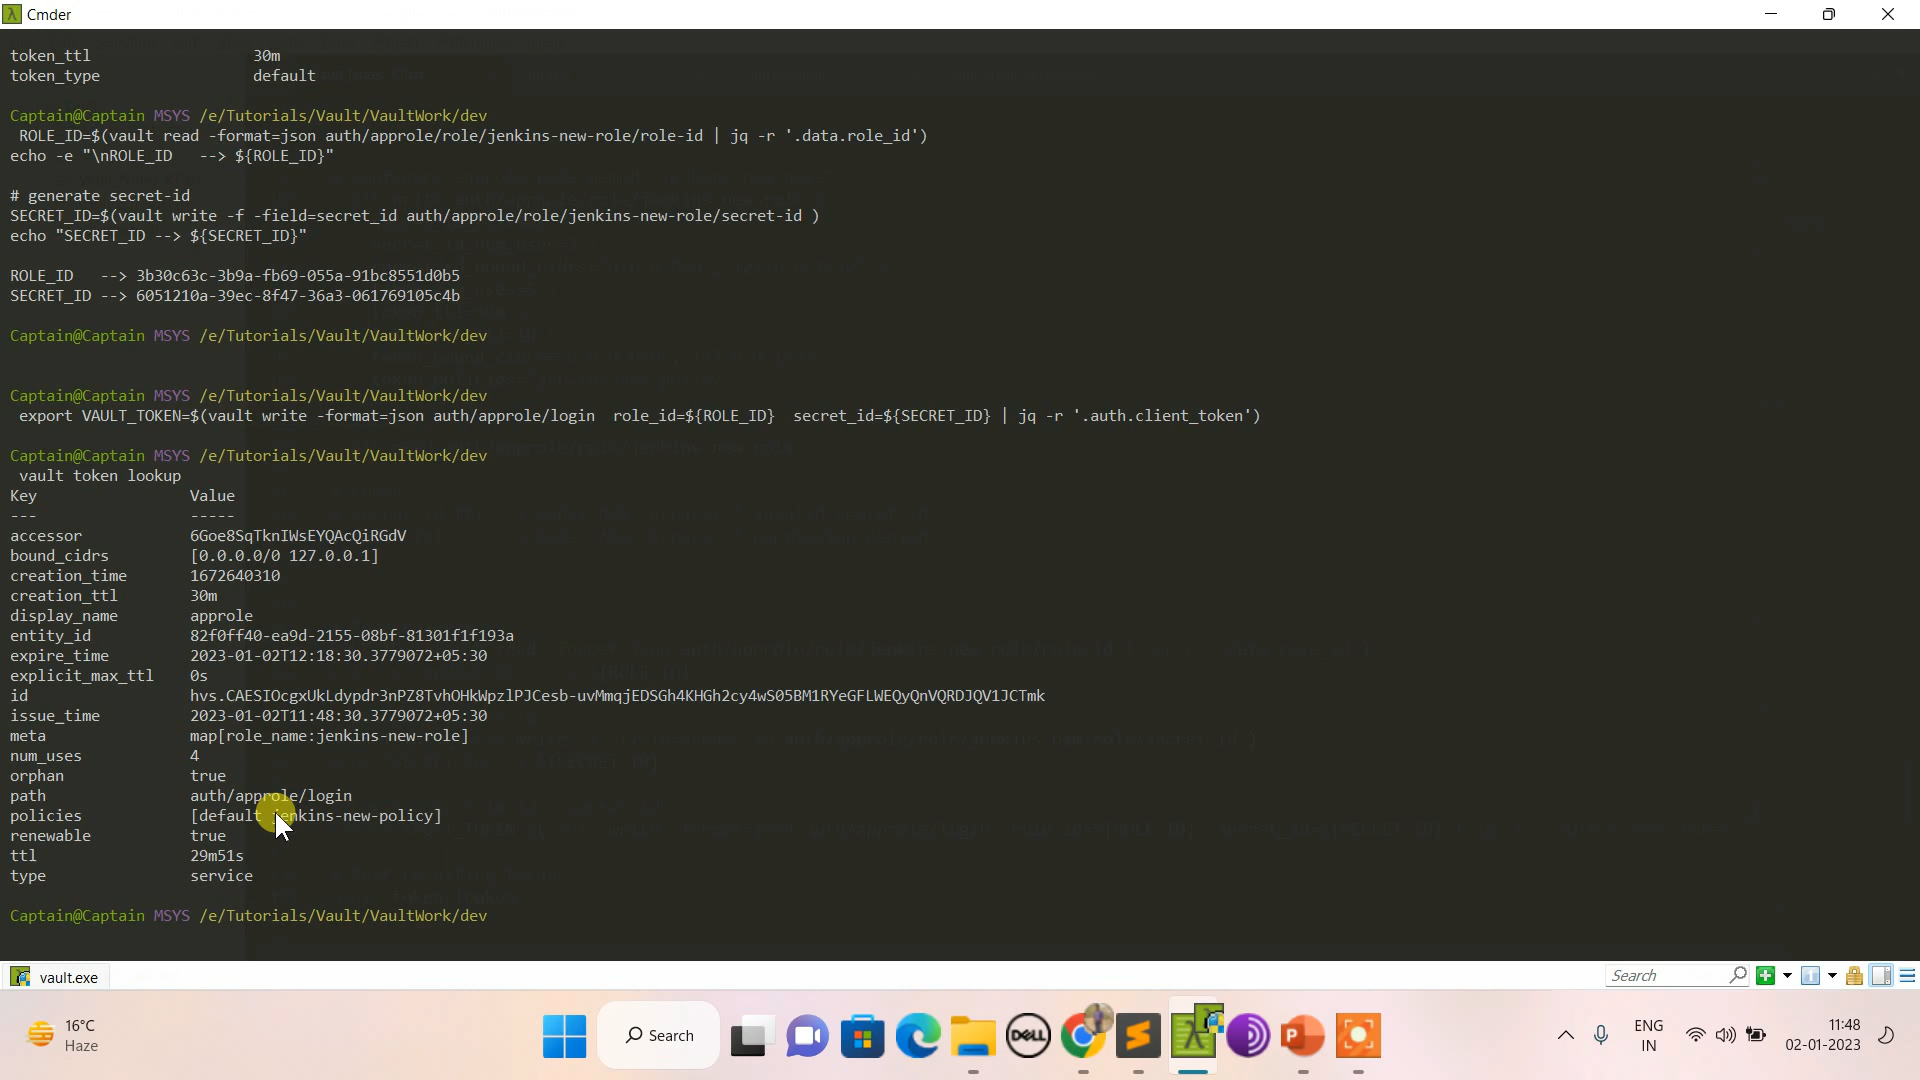 Cmder
token_ttl 30m
token_type default
Captain@Captain MSYS /e/Tutorials/Vault/VaultWork/dev
ROLE_ID=$(vault read -format=json auth/approle/role/jenkins-new-role/role-id | jq -r '.data.role_id')
echo -e "\nROLE_ID --> ${ROLE_ID}"
# generate secret-id
SECRET_ID=$(vault write -f -field=secret_id auth/approle/role/jenkins-new-role/secret-id )
echo "SECRET_ID --> ${SECRET_ID}"
ROLE_ID --> 3b30c63c-3b9a-fb69-055a-91bc8551d0b5
SECRET_ID --> 6051210a-39ec-8f47-36a3-061769105c4b
Captain@Captain MSYS /e/Tutorials/Vault/VaultWork/dev
Captain@Captain MSYS /e/Tutorials/Vault/VaultWork/dev
export VAULT_TOKEN=$(vault write -format=json auth/approle/login role_id=${ROLE_ID} secret_id=${SECRET_ID} | jq -r '.auth.client_token')
Captain@Captain MSYS /e/Tutorials/Vault/VaultWork/dev
vault token lookup
Key Value
--- -----
accessor 6Goe8SqTknIWsEYQAcQiRGdV
bound_cidrs [0.0.0.0/0 127.0.0.1]
creation_time 1672640310
creation_ttl 30m
display_name approle
entity_id 82f0ff40-ea9d-2155-08bf-81301f1f193a
expire_time 2023-01-02T12:18:30.3779072+05:30
explicit_max_ttl 0s
id hvs.CAESIOcgxUkLdypdr3nPZ8TvhOHkWpzlPJCesb-uvMmqjEDSGh4KHGh2cy4wS05BM1RYeGFLWEQyQnVQRDJQV1JCTmk
issue_time 2023-01-02T11:48:30.3779072+05:30
meta map[role_name:jenkins-new-role]
num_uses 4
orphan true
path auth/approle/login
policies [default jenkins-new-policy]
renewable true
ttl 29m51s
type service
Captain@Captain MSYS /e/Tutorials/Vault/VaultWork/dev
vault.exe
Search
16°C
Haze
Search
DELL
ENG
IN
11:48
02-01-2023